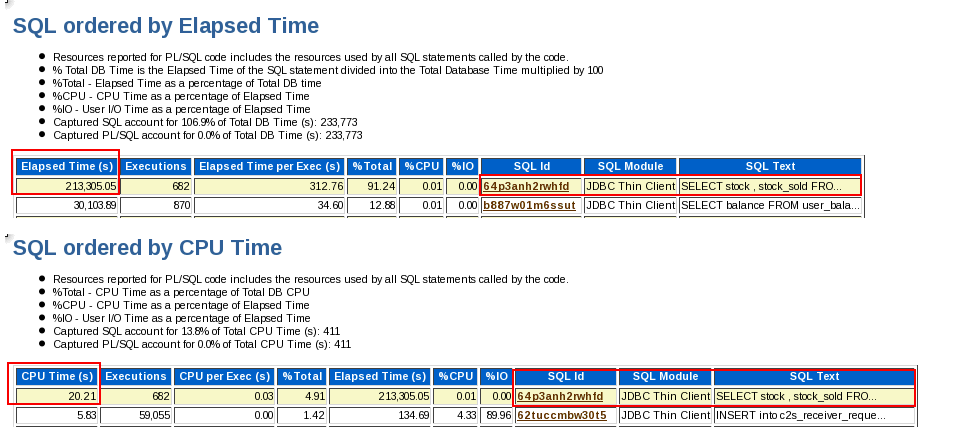 SQL ordered by Elapsed Time
Resources reported for PL/SQL code includes the resources used by all SQL statements called by the code.
% Total DB Time is the Elapsed Time of the SQL statement divided into the Total Database Time multiplied by 100
%Total - Elapsed Time as a percentage of Total DB time
%CPU - CPU Time as a percentage of Elapsed Time
%IO - User I/O Time as a percentage of Elapsed Time
Captured SQL account for 106.9% of Total DB Time (s): 233,773
Captured PL/SQL account for 0.0% of Total DB Time (s): 233,773
Elapsed Time (s) Executions Elapsed Time per Exec (s) %Total %CPU %IO SQL Id SQL Module SQL Text
213,305.05 682 312.76 91.24 0.01 0.00 64p3anh2rwhfd JDBC Thin Client SELECT stock , stock_sold FRO...
30,103.89 870 34.60 12.88 0.01 0.00 b887w01m6ssut JDBC Thin Client SELECT balance FROM user_bala...
SQL ordered by CPU Time
Resources reported for PL/SQL code includes the resources used by all SQL statements called by the code.
%Total - CPU Time as a percentage of Total DB CPU
%CPU - CPU Time as a percentage of Elapsed Time
%IO - User I/O Time as a percentage of Elapsed Time
Captured SQL account for 13.8% of Total CPU Time (s): 411
Captured PL/SQL account for 0.0% of Total CPU Time (s): 411
CPU Time (s) Executions CPU per Exec (s) %Total Elapsed Time (s) %CPU %IO SQL Id SQL Module SQL Text
20.21 682 0.03 4.91 213,305.05 0.01 0.00 64p3anh2rwhfd JDBC Thin Client SELECT stock , stock_sold FRO...
5.83 59,055 0.00 1.42 134.69 4.33 89.96 62tuccmbw30t5 JDBC Thin Client INSERT into c2s_receiver_reque...